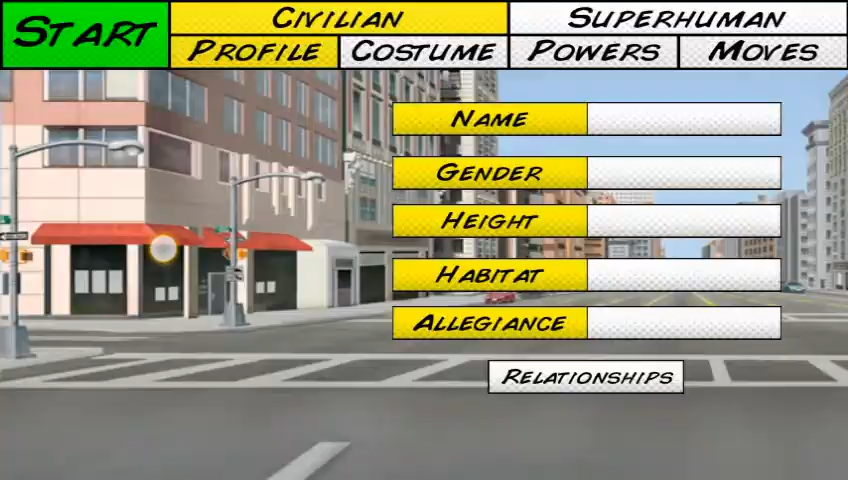 START
CIVILIAN
SUPERHUMAN
PROFILE
COSTUME
POWERS
MOVES
NAME
GENDER
HEIGHT
HABITAT
ALLEGIANCE
RELATIONSHIPS